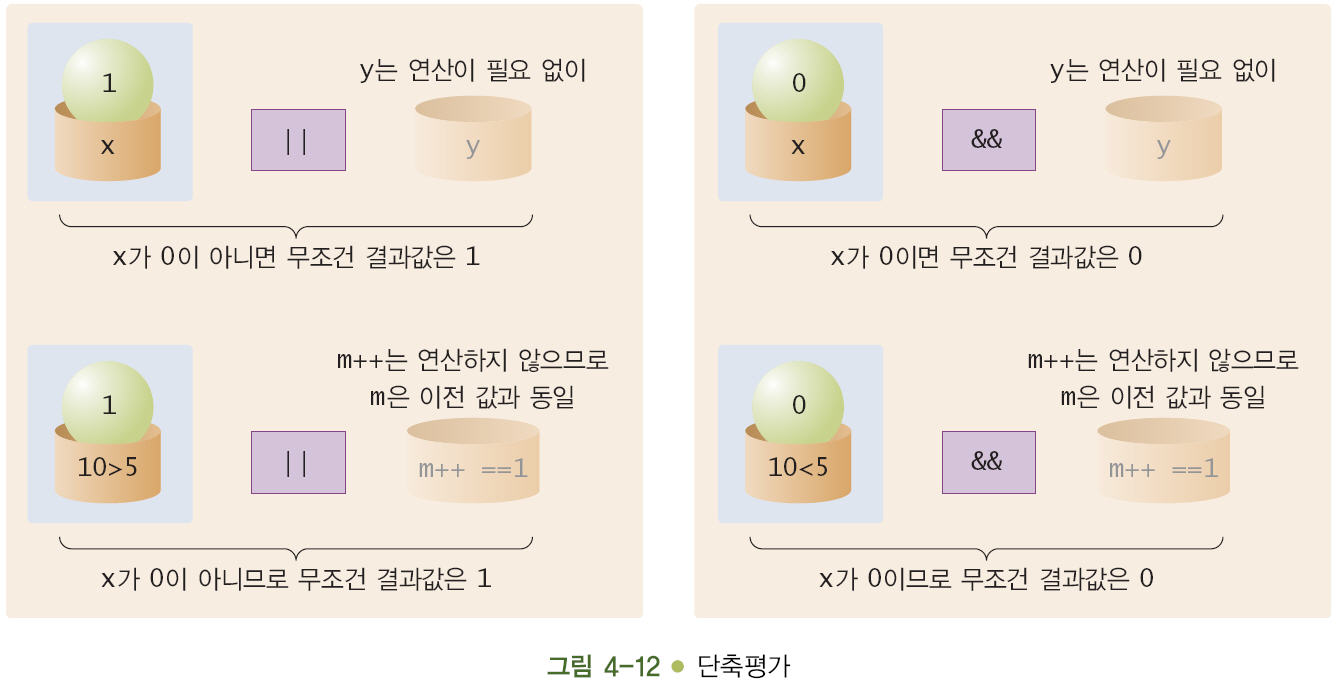 y는 연산이 필요 없이
1
x
||
y
x가 0이 아니면 무조건 결과값은 1
m++는 연산하지 않으므로
m은 이전 값과 동일
1
10>5
||
m++ ==1
x가 0이 아니므로 무조건 결과값은 1
y는 연산이 필요 없이
0
x
&&
y
x가 0이면 무조건 결과값은 0
m++는 연산하지 않으므로
m은 이전 값과 동일
0
10<5
&&
m++ ==1
x가 0이므로 무조건 결과값은 0
그림 4-12 ● 단축평가